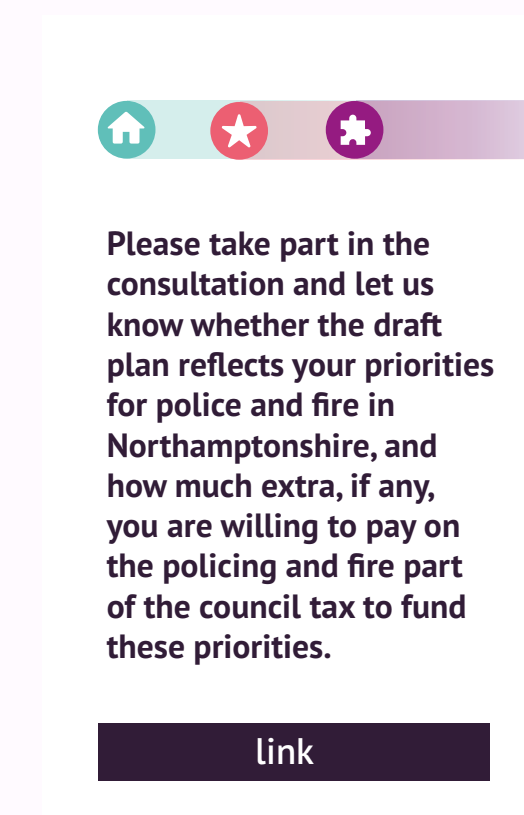 Please take part in the
consultation and let us
know whether the draft
plan reflects your priorities
for police and fire in
Northamptonshire, and
how much extra, if any,
you are willing to pay on
the policing and fire part
of the council tax to fund
these priorities.
link